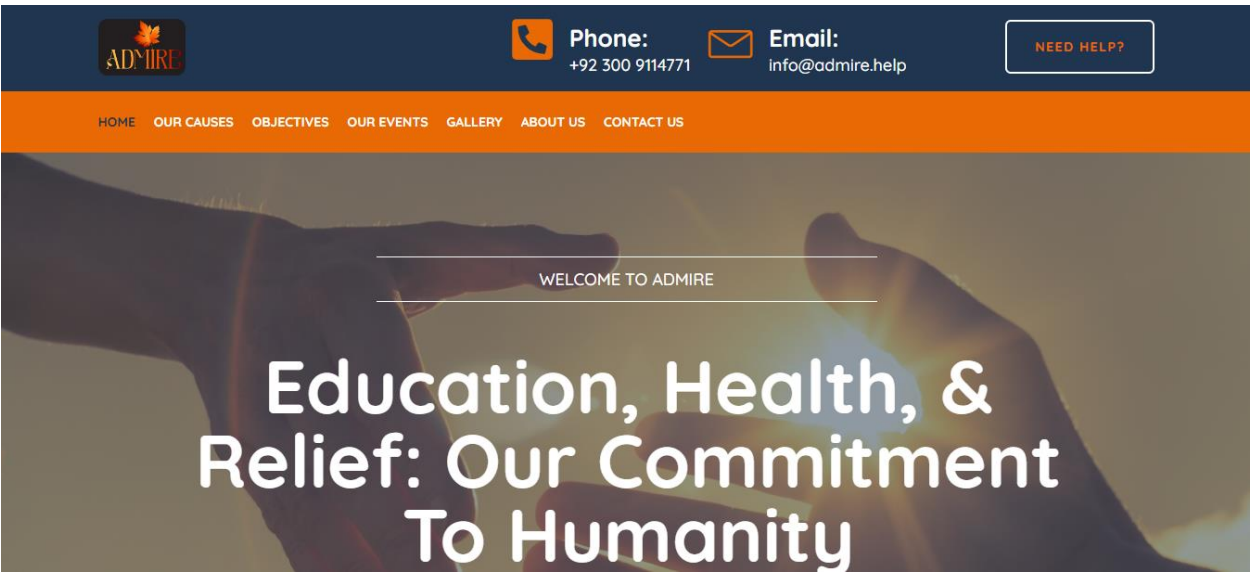 ADMIRE
Phone:
+92 300 9114771
Email:
info@admire.help
NEED HELP?
HOME OUR CAUSES OBJECTIVES OUR EVENTS GALLERY ABOUT US CONTACT US
WELCOME TO ADMIRE
Education, Health, &
Relief: Our Commitment
To Humanity